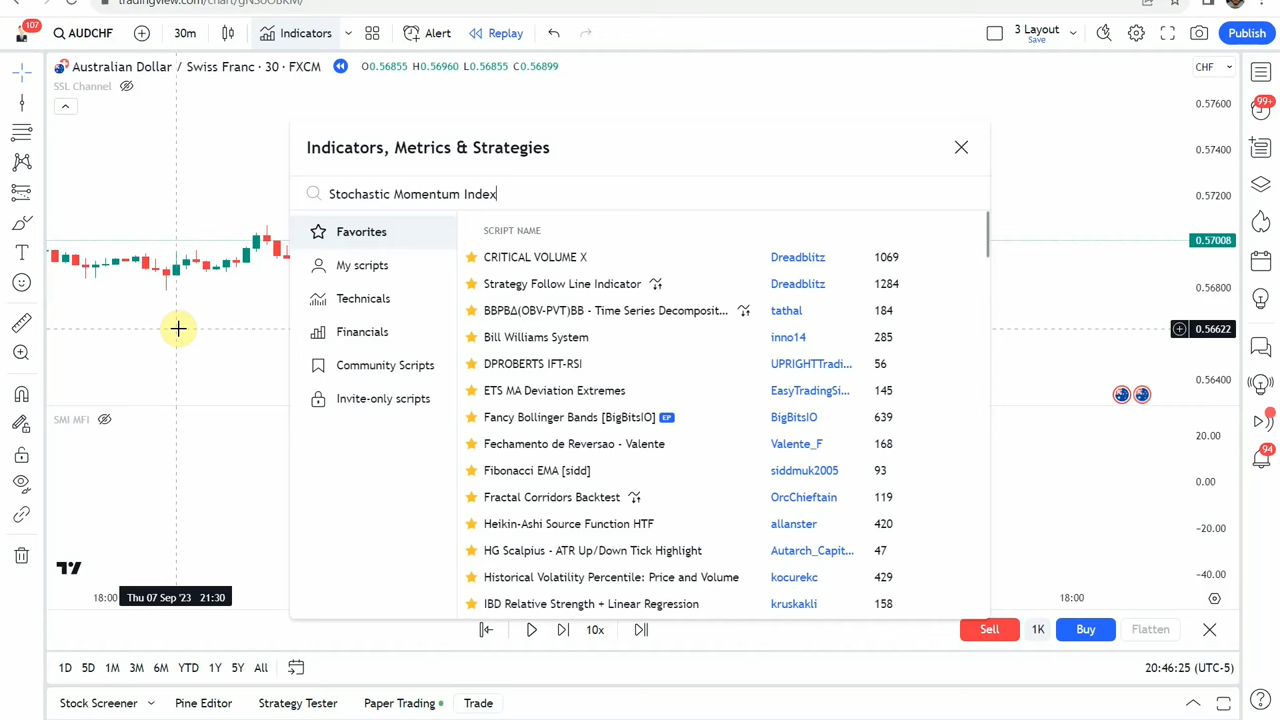 tradingview.com/chart/gNS0OBKM/
107
AUDCHF
30m
Indicators
Alert
Replay
3 Layout
Save
Publish
Australian Dollar / Swiss Franc · 30 · FXCM
O0.56855 H0.56960 L0.56855 C0.56899
CHF
SSL Channel
99+
0.57600
0.57400
0.57200
0.57008
0.56800
0.56622
0.56400
Indicators, Metrics & Strategies
Stochastic Momentum Index
Favorites
My scripts
Technicals
Financials
Community Scripts
Invite-only scripts
SCRIPT NAME
CRITICAL VOLUME X Dreadblitz 1069
Strategy Follow Line Indicator Dreadblitz 1284
BBPBΔ(OBV-PVT)BB - Time Series Decomposit... tathal 184
Bill Williams System inno14 285
DPROBERTS IFT-RSI UPRIGHTTradi... 56
ETS MA Deviation Extremes EasyTradingSi... 145
Fancy Bollinger Bands [BigBitsIO] EP BigBitsIO 639
Fechamento de Reversao - Valente Valente_F 168
Fibonacci EMA [sidd] siddmuk2005 93
Fractal Corridors Backtest OrcChieftain 119
Heikin-Ashi Source Function HTF allanster 420
HG Scalpius - ATR Up/Down Tick Highlight Autarch_Capit... 47
Historical Volatility Percentile: Price and Volume kocurekc 429
IBD Relative Strength + Linear Regression kruskakli 158
SMI MFI
20.00
0.00
−20.00
−40.00
94
18:00
Thu 07 Sep '23 21:30
18:00
10x
Sell
1K
Buy
Flatten
1D 5D 1M 3M 6M YTD 1Y 5Y All
20:46:25 (UTC-5)
Stock Screener
Pine Editor
Strategy Tester
Paper Trading
Trade